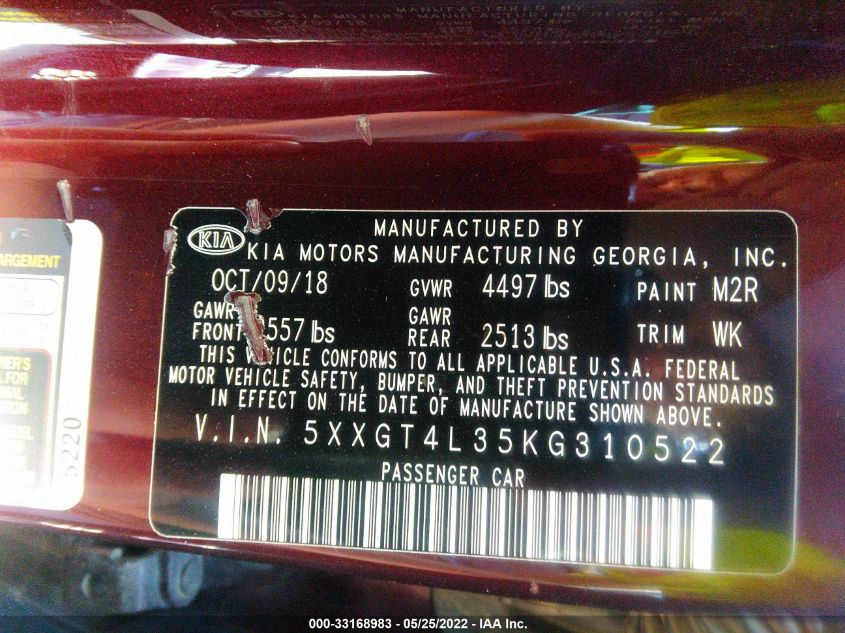 MANUFACTURED BY
KIA KIA MOTORS MANUFACTURING GEORGIA, INC.
OCT/09/18 GVWR 4497 lbs PAINT M2R
GAWR FRONT 557 lbs GAWR REAR 2513 lbs TRIM WK
THIS VEHICLE CONFORMS TO ALL APPLICABLE U.S.A. FEDERAL
MOTOR VEHICLE SAFETY, BUMPER, AND THEFT PREVENTION STANDARDS
IN EFFECT ON THE DATE OF MANUFACTURE SHOWN ABOVE.
V.I.N. 5XXGT4L35KG310522
PASSENGER CAR
5220
000-33168983 — 05/25/2022 — IAA Inc.